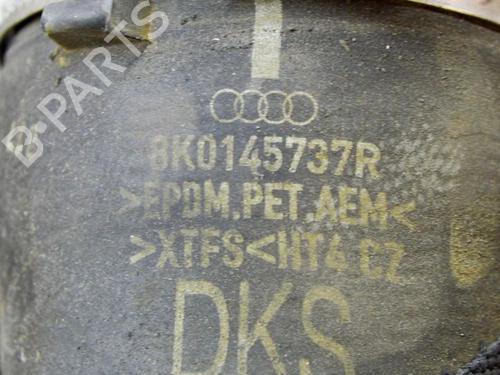 B-PARTS
8K0145737R
>EPDM.PET.AEM<
>XTFS<HT4.CZ
DKS